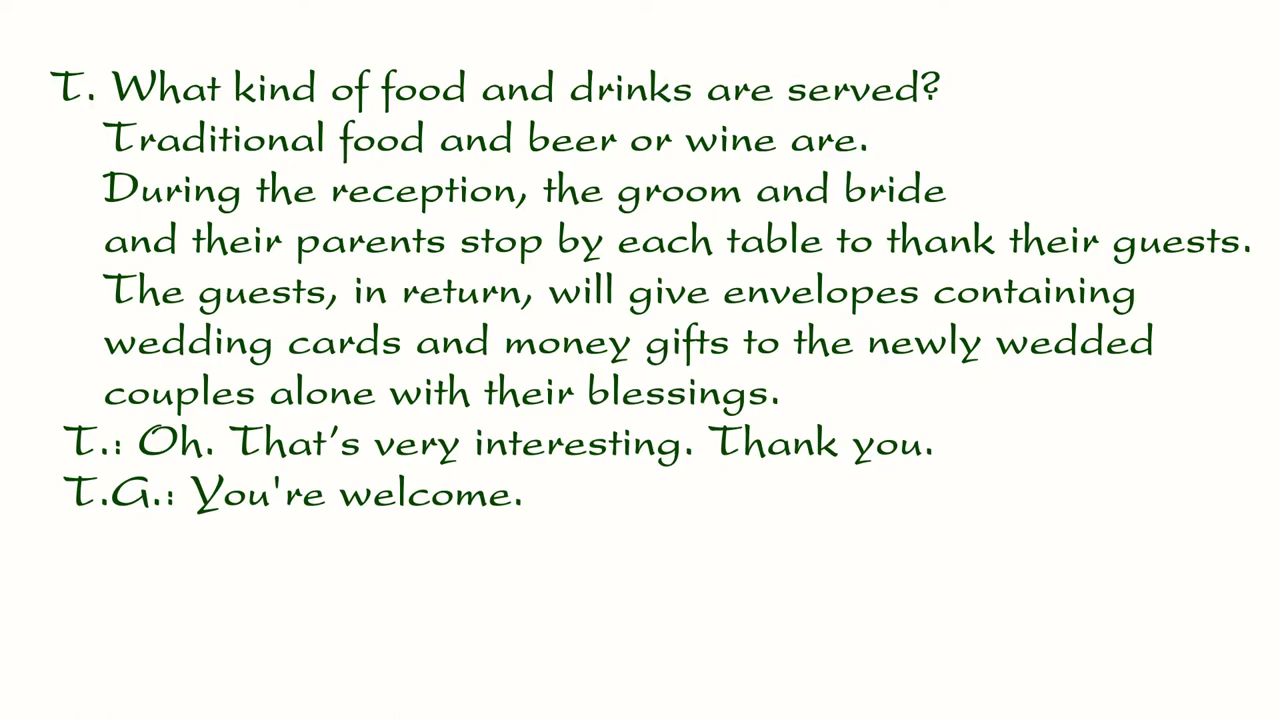 T. What kind of food and drinks are served?
Traditional food and beer or wine are.
During the reception, the groom and bride
and their parents stop by each table to thank their guests.
The guests, in return, will give envelopes containing
wedding cards and money gifts to the newly wedded
couples alone with their blessings.
T.: Oh. That’s very interesting. Thank you.
T.G.: You're welcome.